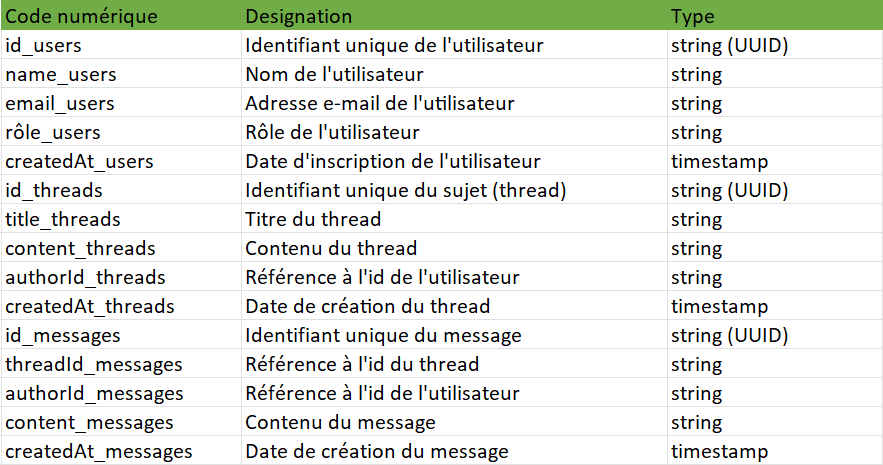 Code numérique Designation Type
id_users Identifiant unique de l'utilisateur string (UUID)
name_users Nom de l'utilisateur string
email_users Adresse e-mail de l'utilisateur string
rôle_users Rôle de l'utilisateur string
createdAt_users Date d'inscription de l'utilisateur timestamp
id_threads Identifiant unique du sujet (thread) string (UUID)
title_threads Titre du thread string
content_threads Contenu du thread string
authorId_threads Référence à l'id de l'utilisateur string
createdAt_threads Date de création du thread timestamp
id_messages Identifiant unique du message string (UUID)
threadId_messages Référence à l'id du thread string
authorId_messages Référence à l'id de l'utilisateur string
content_messages Contenu du message string
createdAt_messages Date de création du message timestamp